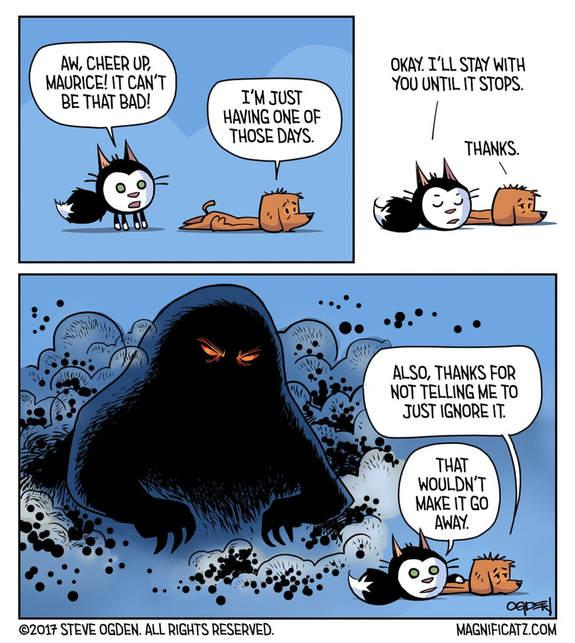 AW, CHEER UP,
MAURICE! IT CAN'T
BE THAT BAD!
I'M JUST
HAVING ONE OF
THOSE DAYS.
OKAY. I'LL STAY WITH
YOU UNTIL IT STOPS.
THANKS.
ALSO, THANKS FOR
NOT TELLING ME TO
JUST IGNORE IT.
THAT
WOULDN'T
MAKE IT GO
AWAY.
OGDEN
©2017 STEVE OGDEN. ALL RIGHTS RESERVED.
MAGNIFICATZ.COM